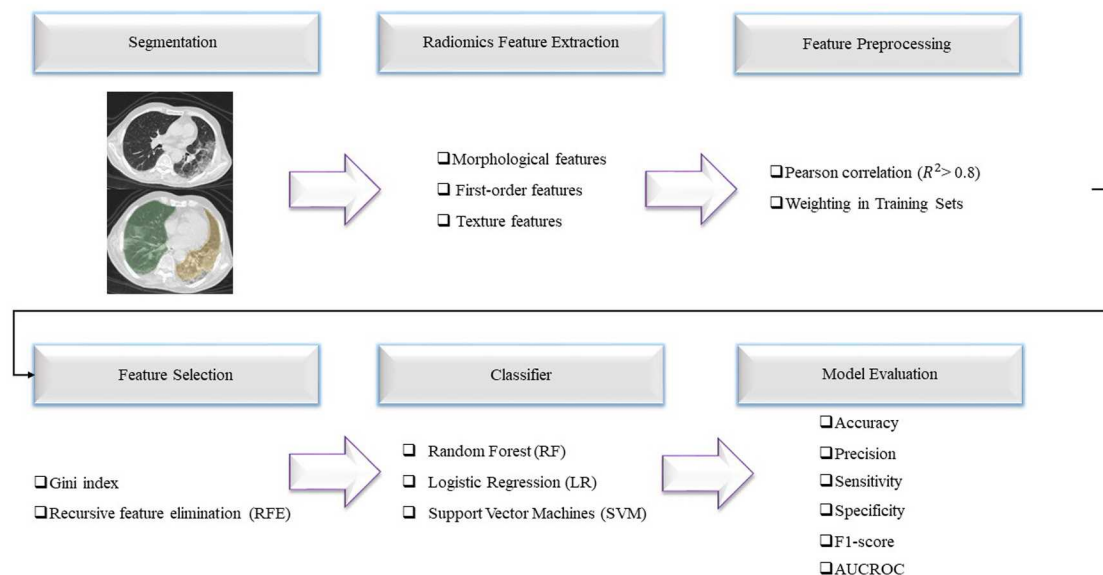 Segmentation
Radiomics Feature Extraction
Feature Preprocessing
❑Morphological features
❑First-order features
❑Texture features
❑Pearson correlation (R²> 0.8)
❑Weighting in Training Sets
Feature Selection
Classifier
Model Evaluation
❑Gini index
❑Recursive feature elimination (RFE)
❑ Random Forest (RF)
❑ Logistic Regression (LR)
❑ Support Vector Machines (SVM)
❑Accuracy
❑Precision
❑Sensitivity
❑Specificity
❑F1-score
❑AUCROC